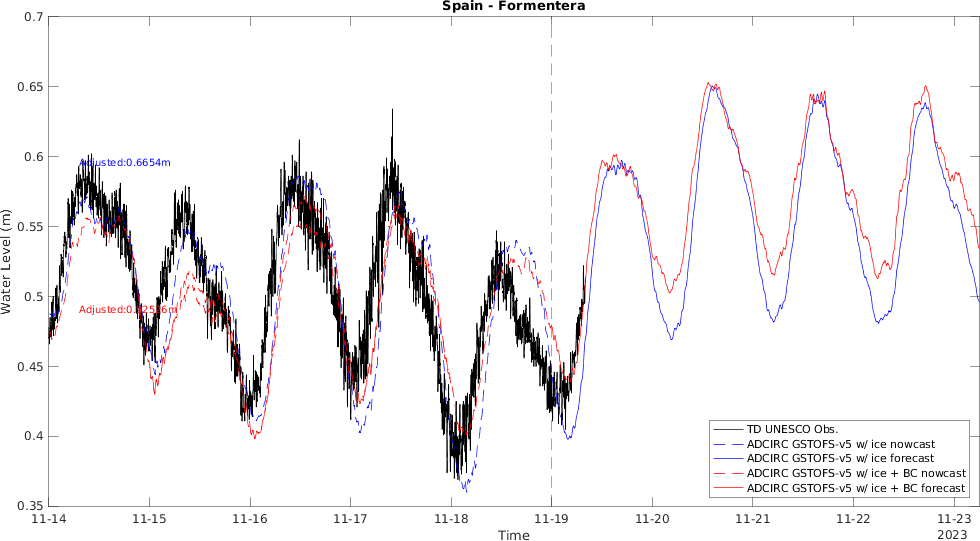 Spain - Formentera
0.7
0.65
0.6
0.55
0.5
0.45
0.4
0.35
Water Level (m)
Adjusted:0.6654m
TD UNESCO Obs.
ADCIRC GSTOFS-v5 w/ ice nowcast
ADCIRC GSTOFS-v5 w/ ice forecast
ADCIRC GSTOFS-v5 w/ ice + BC nowcast
ADCIRC GSTOFS-v5 w/ ice + BC forecast
11-14 11-15 11-16 11-17 11-18 11-19 11-20 11-21 11-22 11-23
Time
2023